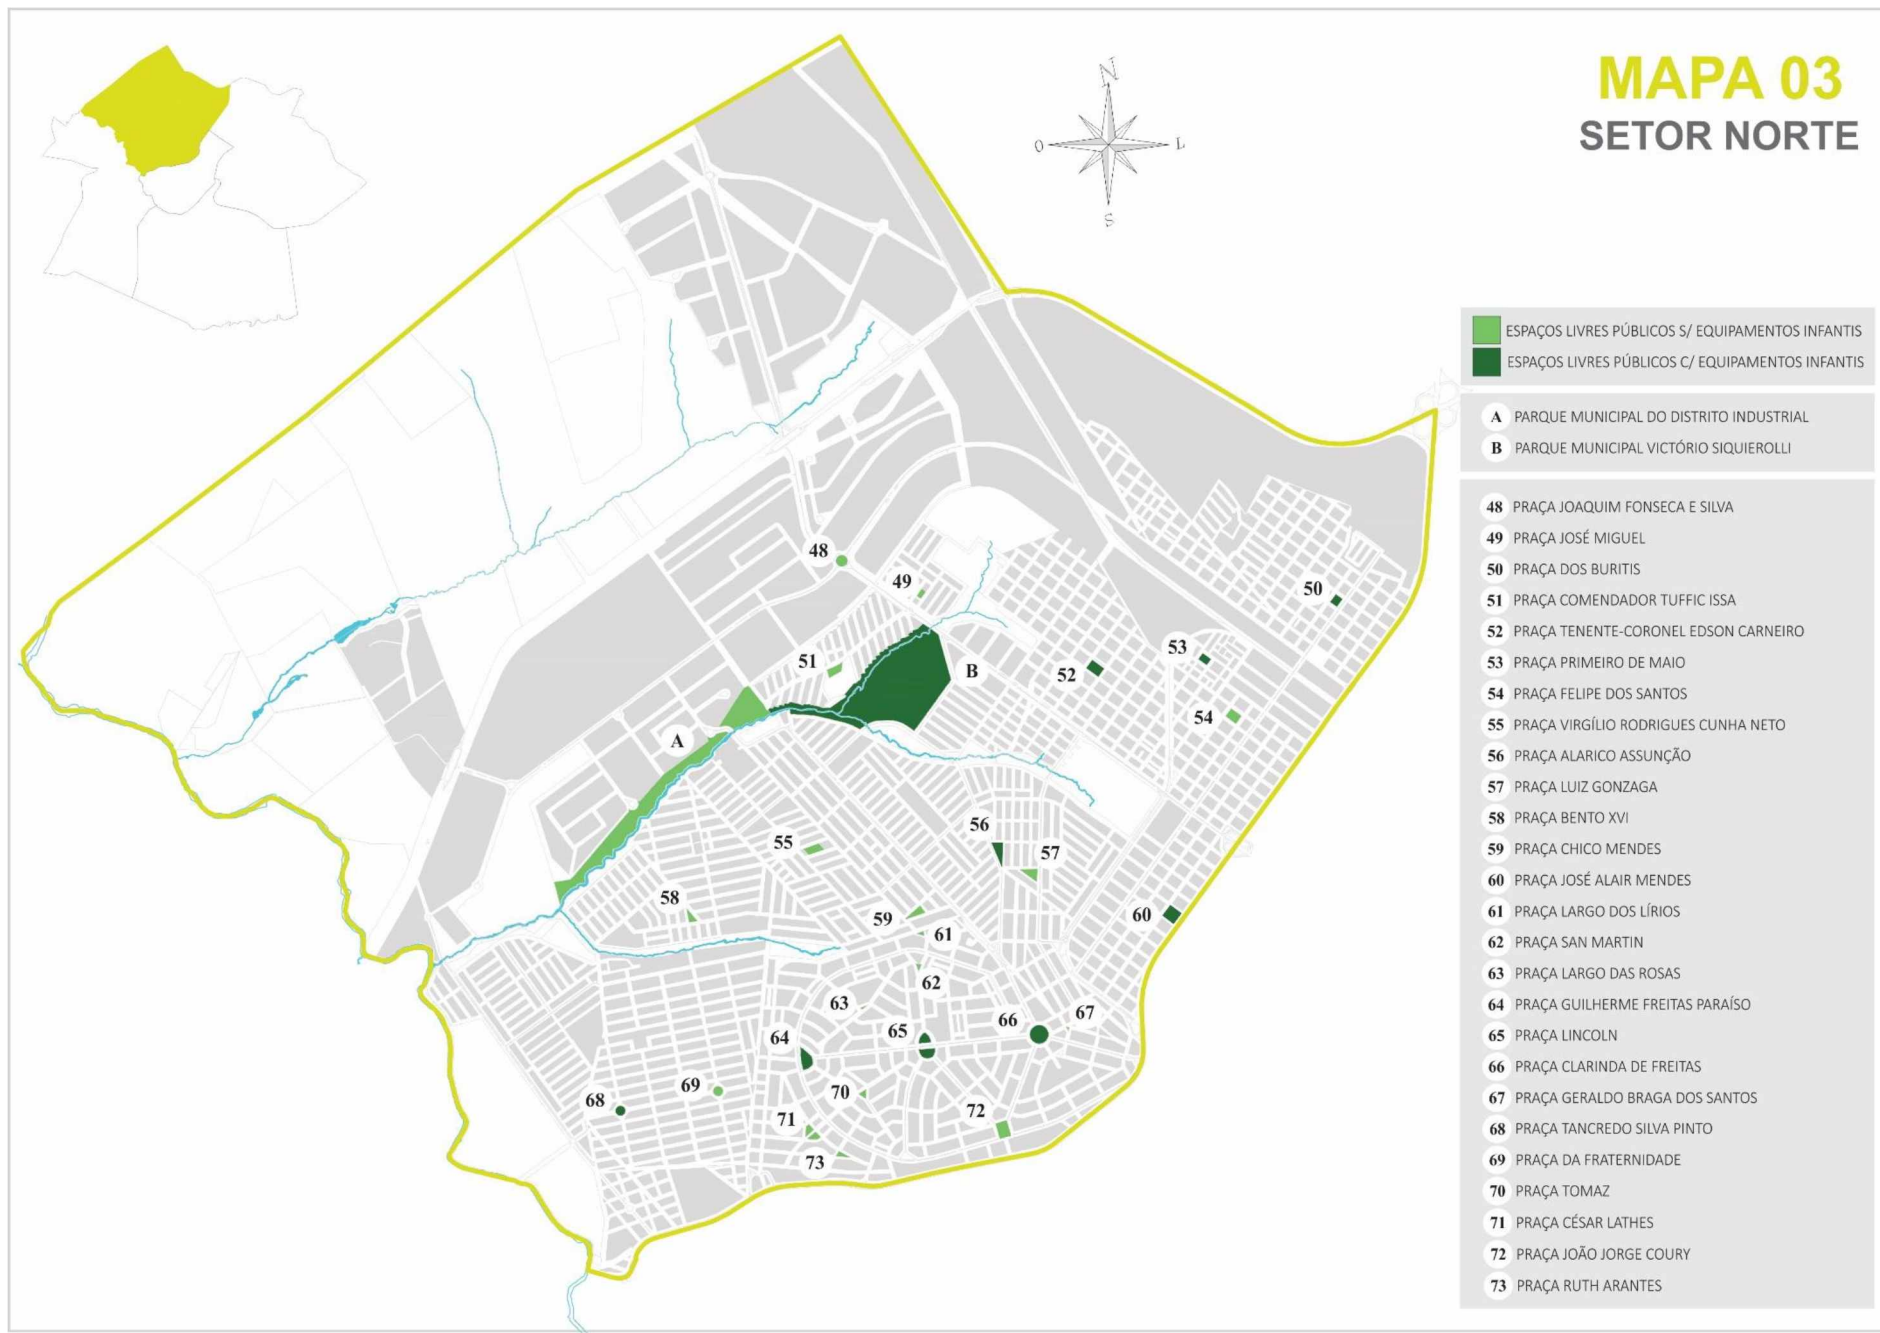 MAPA 03
SETOR NORTE
N
O
L
S
ESPAÇOS LIVRES PÚBLICOS S/ EQUIPAMENTOS INFANTIS
ESPAÇOS LIVRES PÚBLICOS C/ EQUIPAMENTOS INFANTIS
A PARQUE MUNICIPAL DO DISTRITO INDUSTRIAL
B PARQUE MUNICIPAL VICTÓRIO SIQUIEROLLI
48 PRAÇA JOAQUIM FONSECA E SILVA
49 PRAÇA JOSÉ MIGUEL
50 PRAÇA DOS BURITIS
51 PRAÇA COMENDADOR TUFFIC ISSA
52 PRAÇA TENENTE-CORONEL EDSON CARNEIRO
53 PRAÇA PRIMEIRO DE MAIO
54 PRAÇA FELIPE DOS SANTOS
55 PRAÇA VIRGÍLIO RODRIGUES CUNHA NETO
56 PRAÇA ALARICO ASSUNÇÃO
57 PRAÇA LUIZ GONZAGA
58 PRAÇA BENTO XVI
59 PRAÇA CHICO MENDES
60 PRAÇA JOSÉ ALAIR MENDES
61 PRAÇA LARGO DOS LÍRIOS
62 PRAÇA SAN MARTIN
63 PRAÇA LARGO DAS ROSAS
64 PRAÇA GUILHERME FREITAS PARAÍSO
65 PRAÇA LINCOLN
66 PRAÇA CLARINDA DE FREITAS
67 PRAÇA GERALDO BRAGA DOS SANTOS
68 PRAÇA TANCREDO SILVA PINTO
69 PRAÇA DA FRATERNIDADE
70 PRAÇA TOMAZ
71 PRAÇA CÉSAR LATHES
72 PRAÇA JOÃO JORGE COURY
73 PRAÇA RUTH ARANTES
48
49
50
51
B
52
53
54
A
55
56
57
58
59
60
61
62
63
64
65
66
67
68
69
70
71
72
73